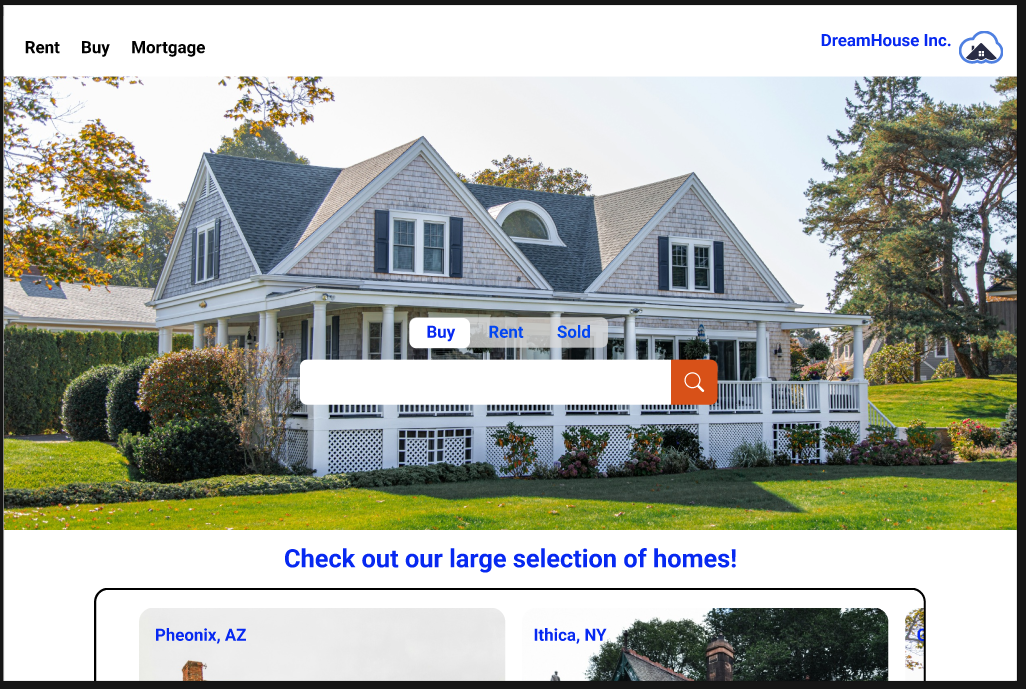 Rent Buy Mortgage
DreamHouse Inc.
Buy Rent Sold
Check out our large selection of homes!
Pheonix, AZ
Ithica, NY